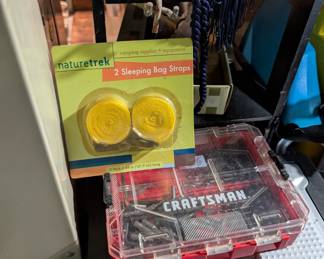 camping supplies + equipment
naturetrek
2 Sleeping Bag Straps
CRAFTSMAN